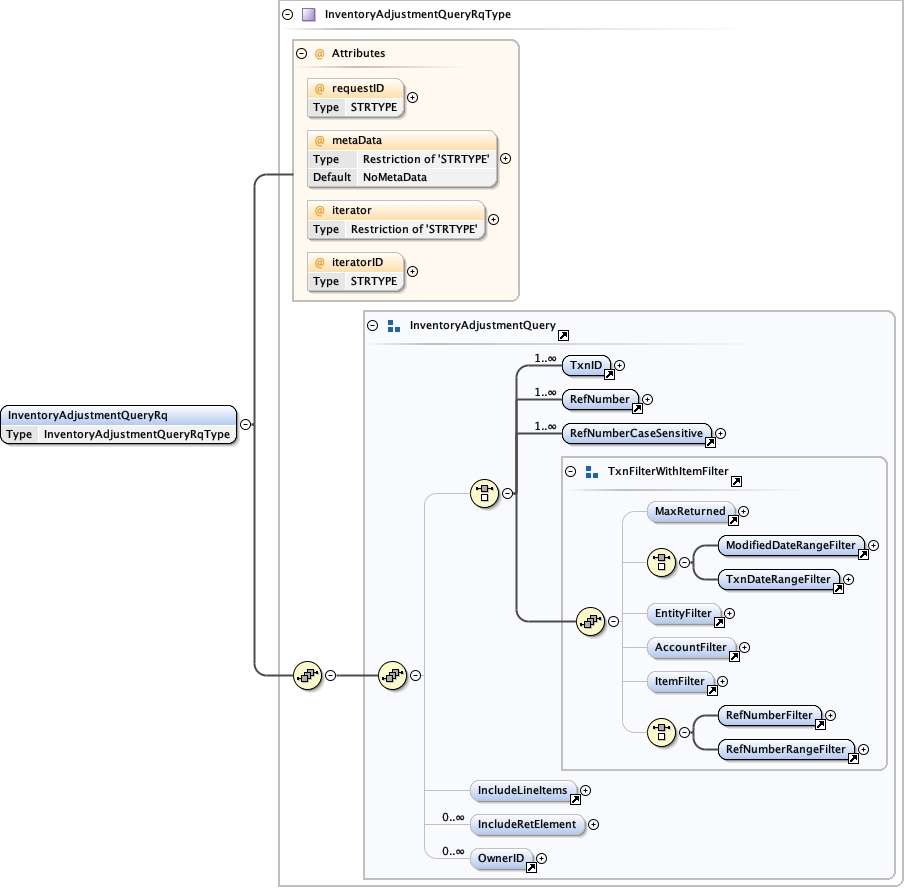 InventoryAdjustmentQueryRqType
@ Attributes
@ requestID
Type STRTYPE
@ metaData
Type Restriction of 'STRTYPE'
Default NoMetaData
@ iterator
Type Restriction of 'STRTYPE'
@ iteratorID
Type STRTYPE
InventoryAdjustmentQuery
1..∞ TxnID
1..∞ RefNumber
InventoryAdjustmentQueryRq
Type InventoryAdjustmentQueryRqType
1..∞ RefNumberCaseSensitive
TxnFilterWithItemFilter
MaxReturned
ModifiedDateRangeFilter
TxnDateRangeFilter
EntityFilter
AccountFilter
ItemFilter
RefNumberFilter
RefNumberRangeFilter
IncludeLineItems
0..∞ IncludeRetElement
0..∞ OwnerID